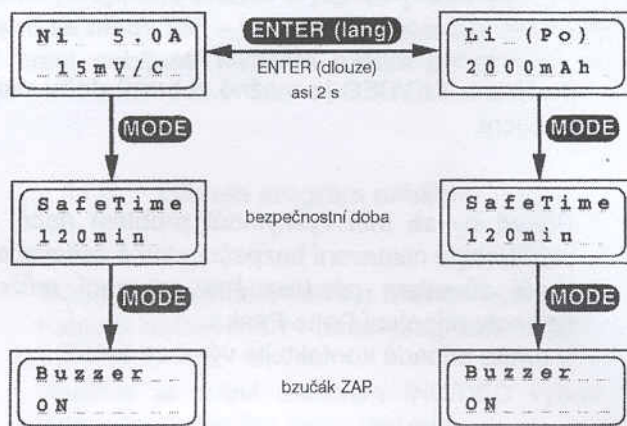 Ni 5.0A
15mV/C
ENTER (lang)
ENTER (dlouze)
asi 2 s
Li (Po)
2000mAh
MODE
MODE
SafeTime
120min
bezpečnostní doba
SafeTime
120min
MODE
MODE
Buzzer
ON
bzučák ZAP.
Buzzer
ON